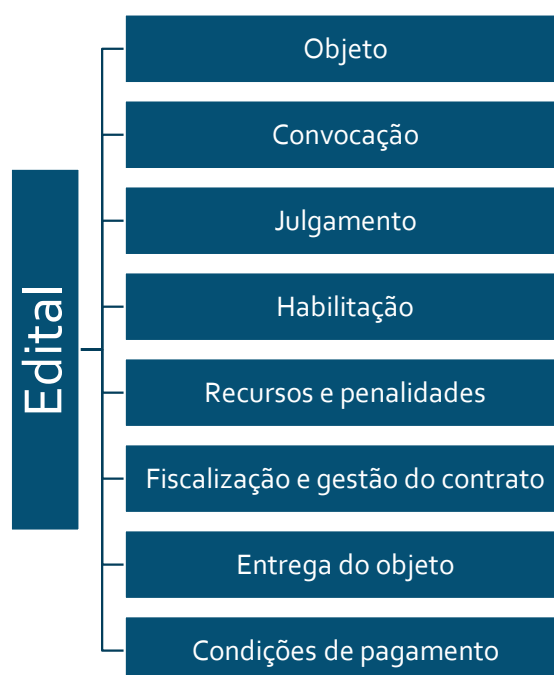 Edital
Objeto
Convocação
Julgamento
Habilitação
Recursos e penalidades
Fiscalização e gestão do contrato
Entrega do objeto
Condições de pagamento